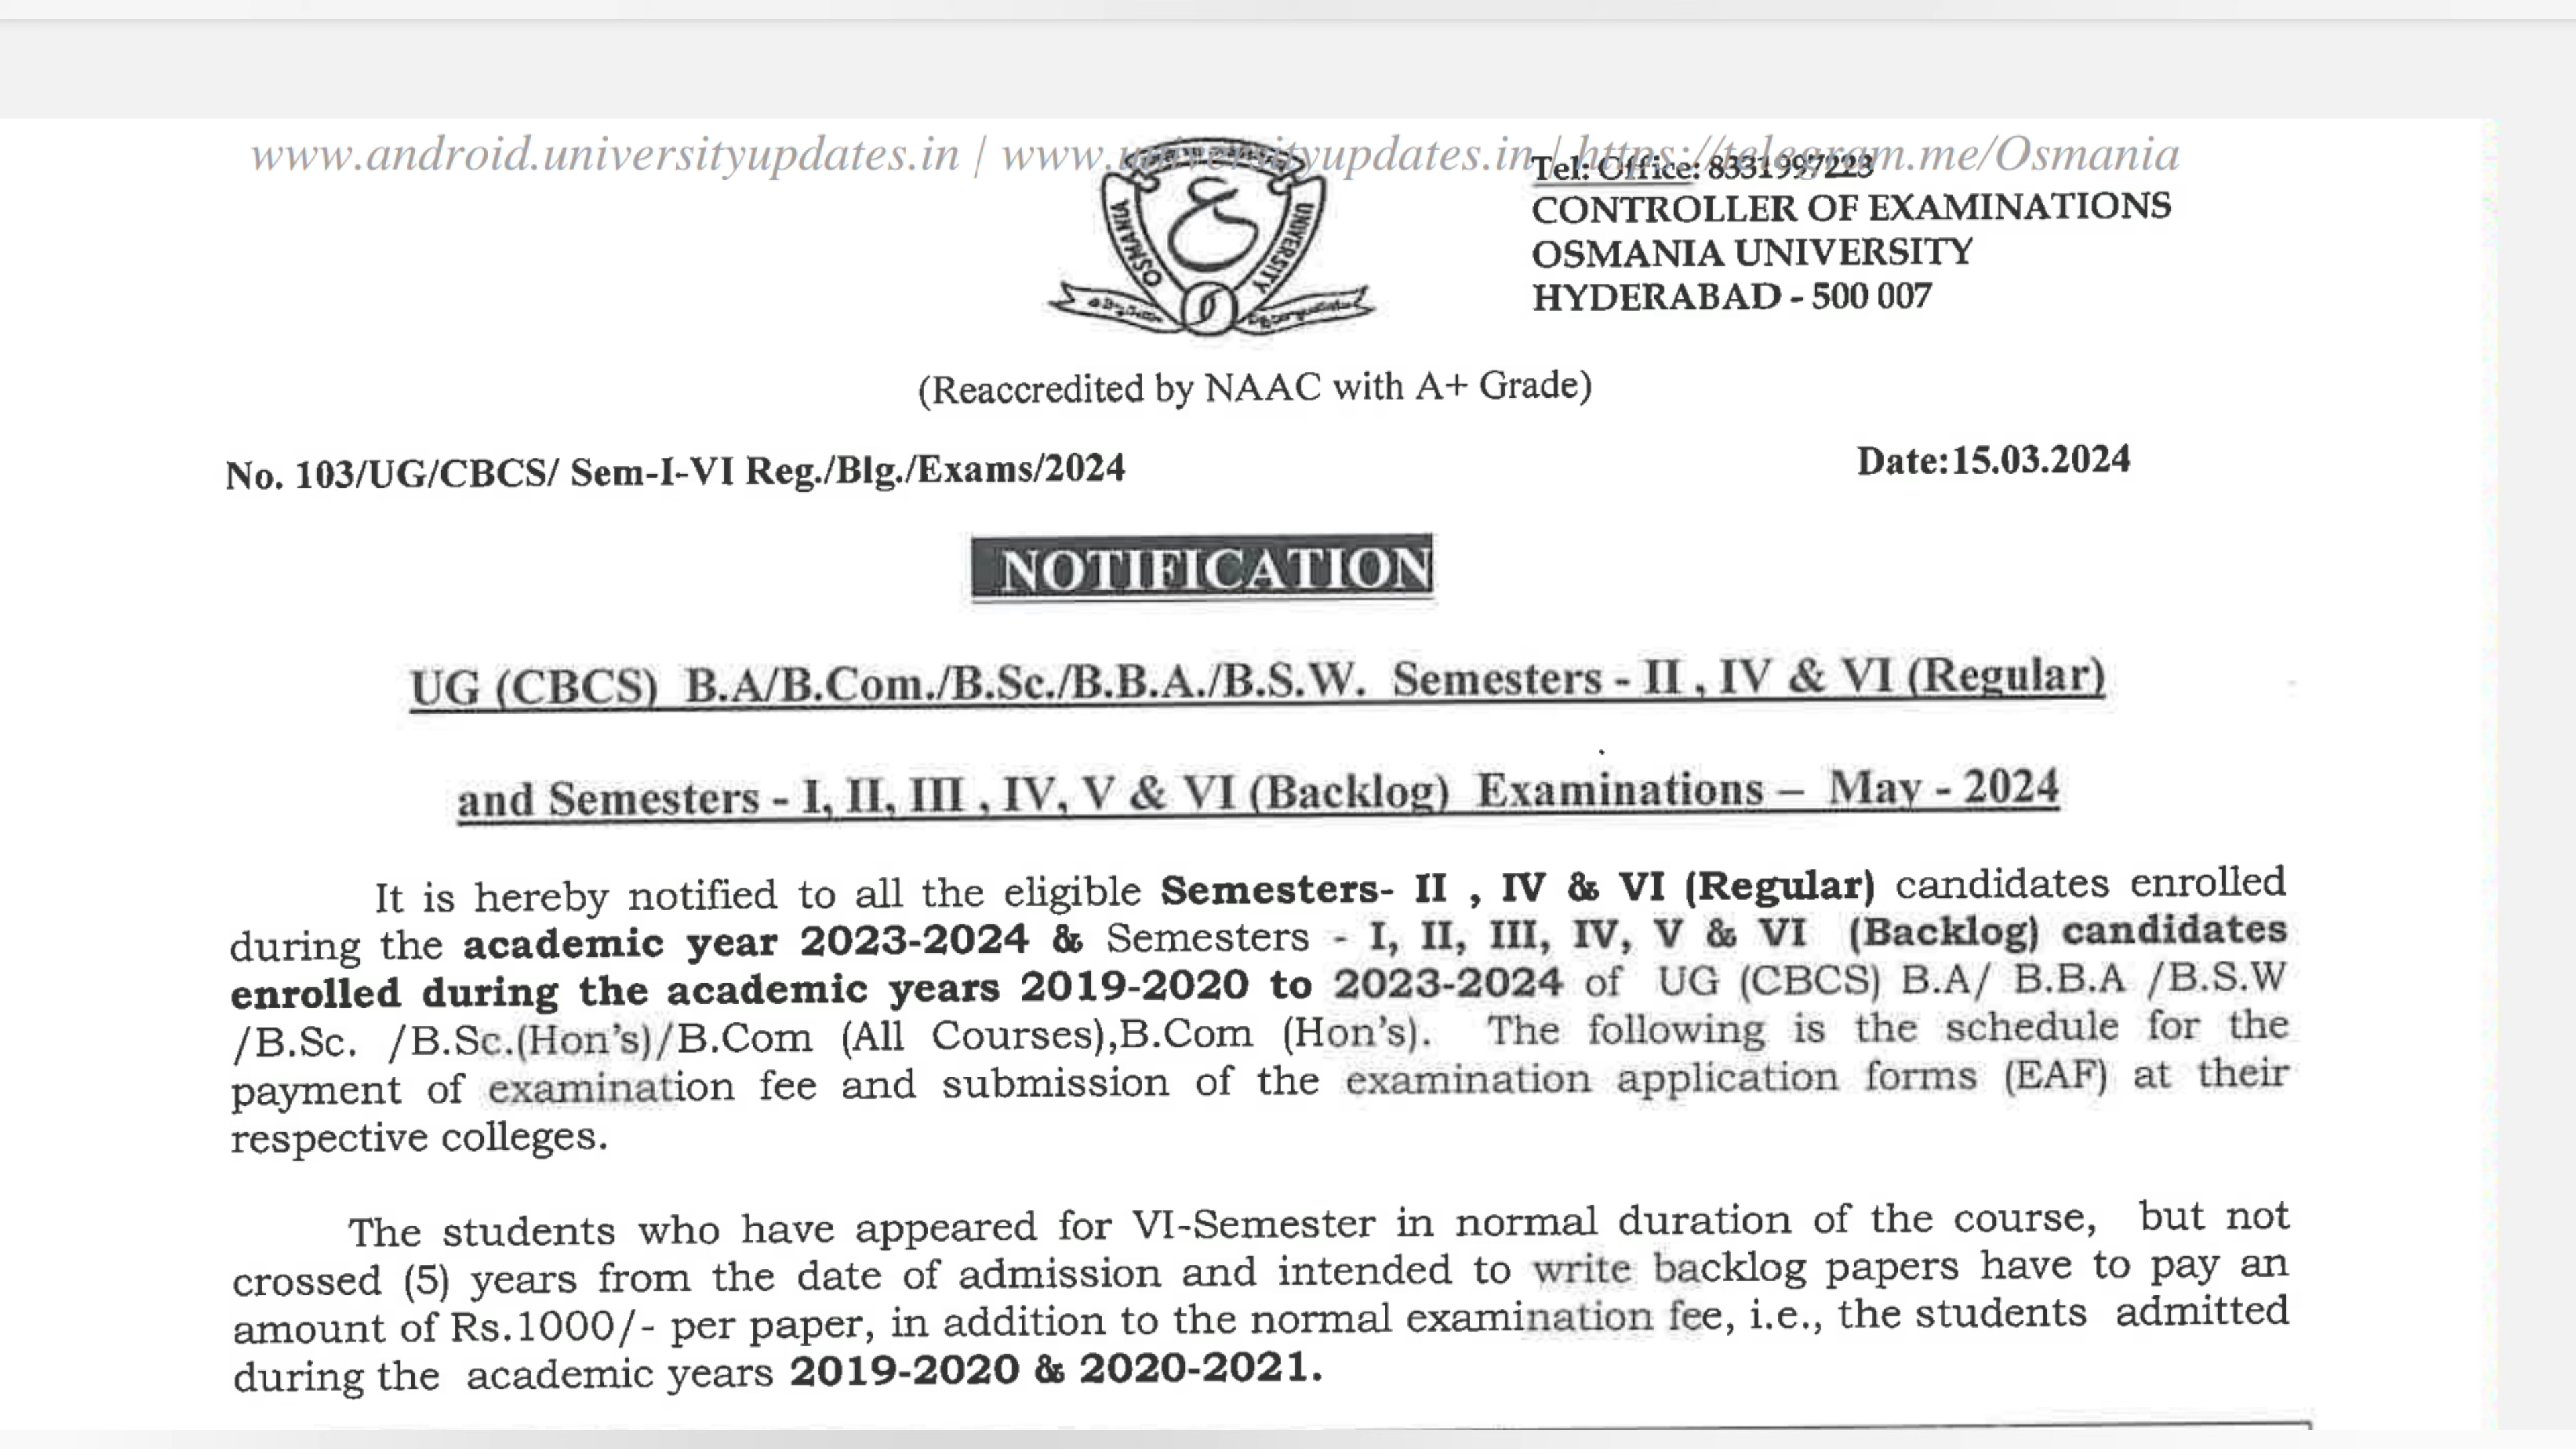 www.android.universityupdates.in | www.universityupdates.in | https://telegram.me/Osmania
Tel: Office: 8331997223
CONTROLLER OF EXAMINATIONS
OSMANIA UNIVERSITY
HYDERABAD - 500 007
OSMANIA UNIVERSITY
(Reaccredited by NAAC with A+ Grade)
No. 103/UG/CBCS/ Sem-I-VI Reg./Blg./Exams/2024
Date:15.03.2024
NOTIFICATION
UG (CBCS) B.A/B.Com./B.Sc./B.B.A./B.S.W. Semesters - II , IV & VI (Regular)
and Semesters - I, II, III , IV, V & VI (Backlog) Examinations – May - 2024
It is hereby notified to all the eligible Semesters- II , IV & VI (Regular) candidates enrolled
during the academic year 2023-2024 & Semesters - I, II, III, IV, V & VI (Backlog) candidates
enrolled during the academic years 2019-2020 to 2023-2024 of UG (CBCS) B.A/ B.B.A /B.S.W
/B.Sc. /B.Sc.(Hon's)/B.Com (All Courses),B.Com (Hon's). The following is the schedule for the
payment of examination fee and submission of the examination application forms (EAF) at their
respective colleges.
The students who have appeared for VI-Semester in normal duration of the course, but not
crossed (5) years from the date of admission and intended to write backlog papers have to pay an
amount of Rs.1000/- per paper, in addition to the normal examination fee, i.e., the students admitted
during the academic years 2019-2020 & 2020-2021.